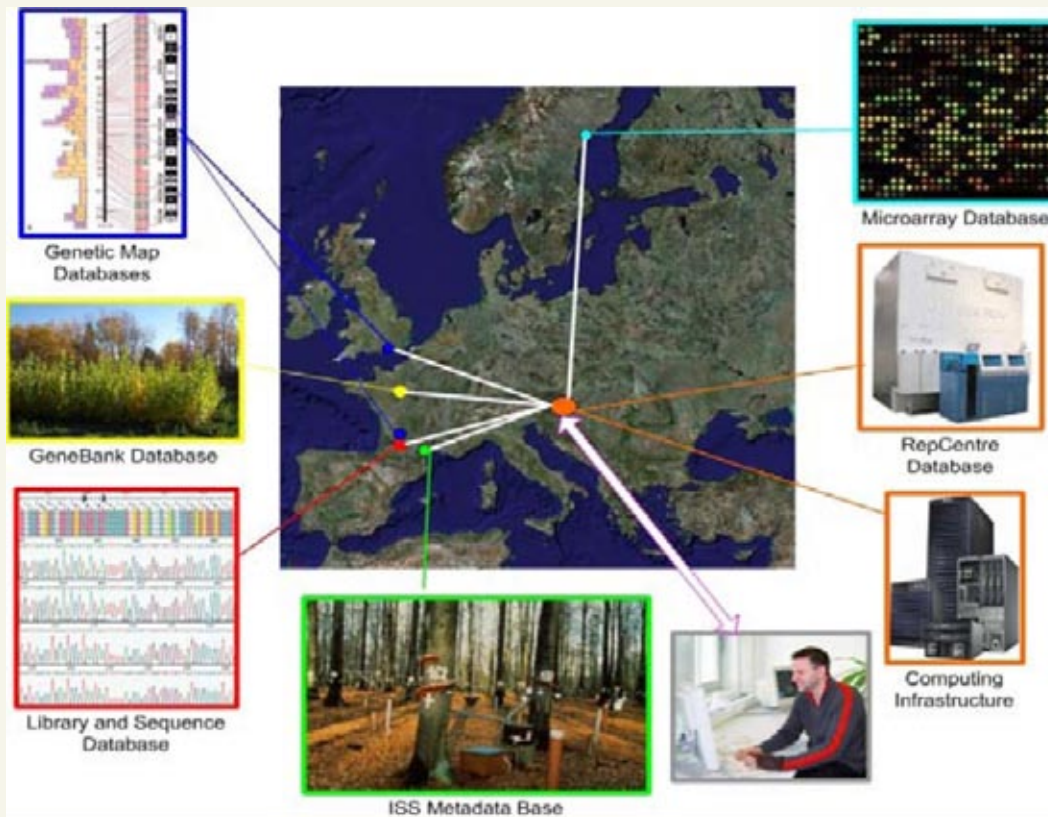 Genetic Map
Databases
Microarray Database
GeneBank Database
RepCentre
Database
Library and Sequence
Database
Computing
Infrastructure
ISS Metadata Base